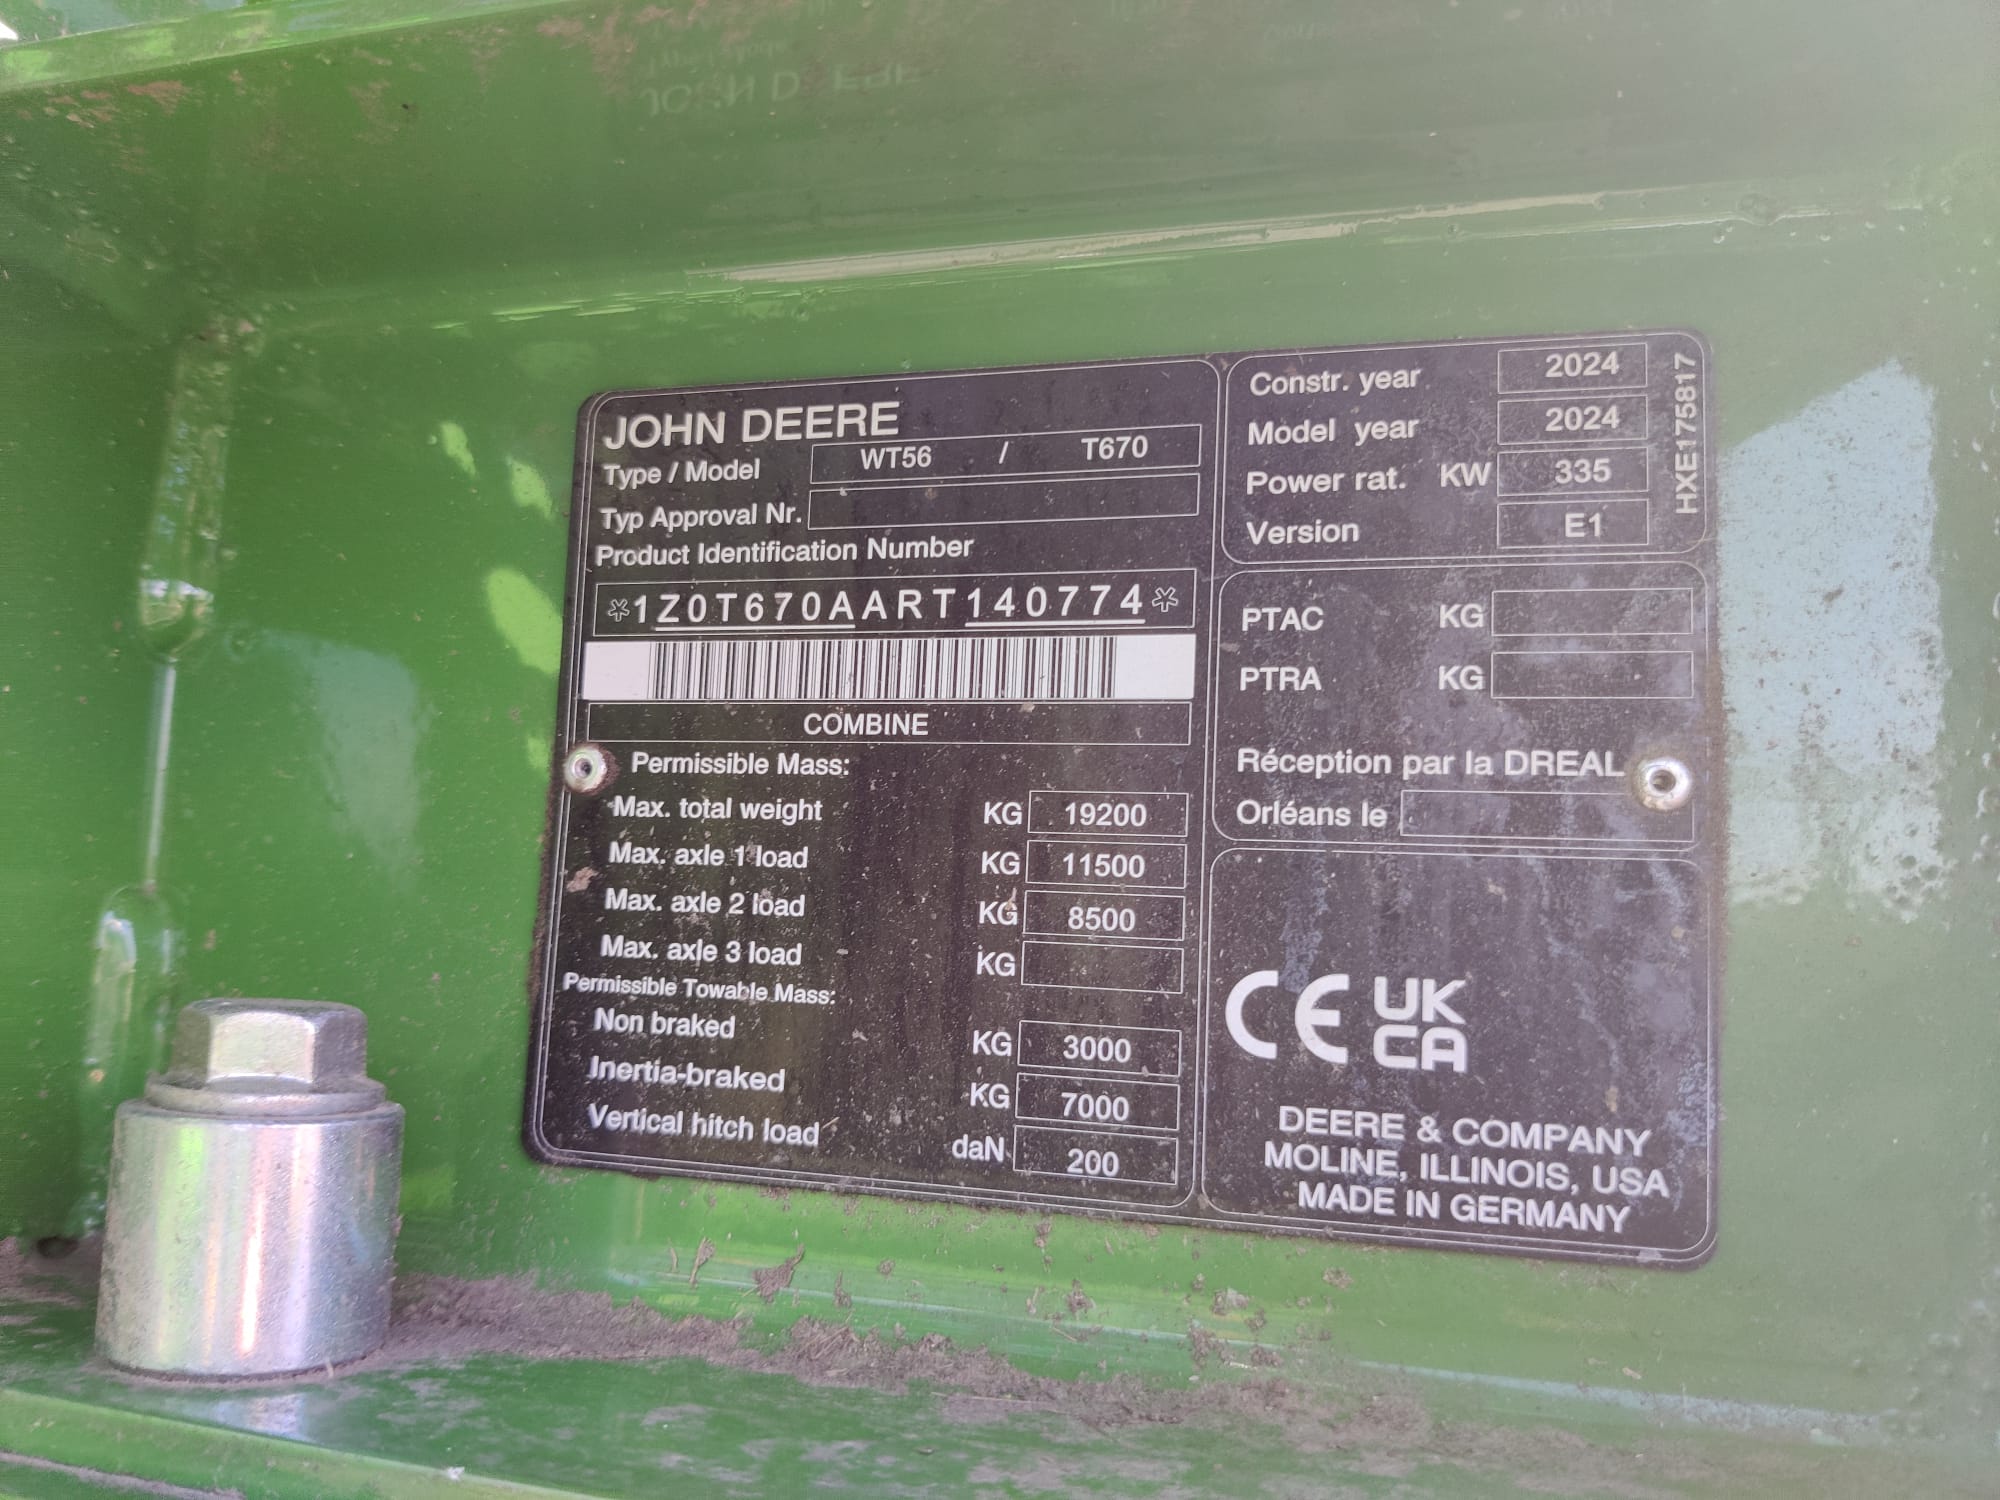 JOHN DEERE
Type / Model WT56 / T670
Typ Approval Nr.
Product Identification Number
*1Z0T670AART140774*
COMBINE
Permissible Mass:
Max. total weight KG 19200
Max. axle 1 load KG 11500
Max. axle 2 load KG 8500
Max. axle 3 load KG
Permissible Towable Mass:
Non braked KG 3000
Inertia-braked KG 7000
Vertical hitch load daN 200
Constr. year 2024
Model year 2024
Power rat. KW 335
Version E1
HXE175817
PTAC KG
PTRA KG
Réception par la DREAL
Orléans le
CE UK
CA
DEERE & COMPANY
MOLINE, ILLINOIS, USA
MADE IN GERMANY